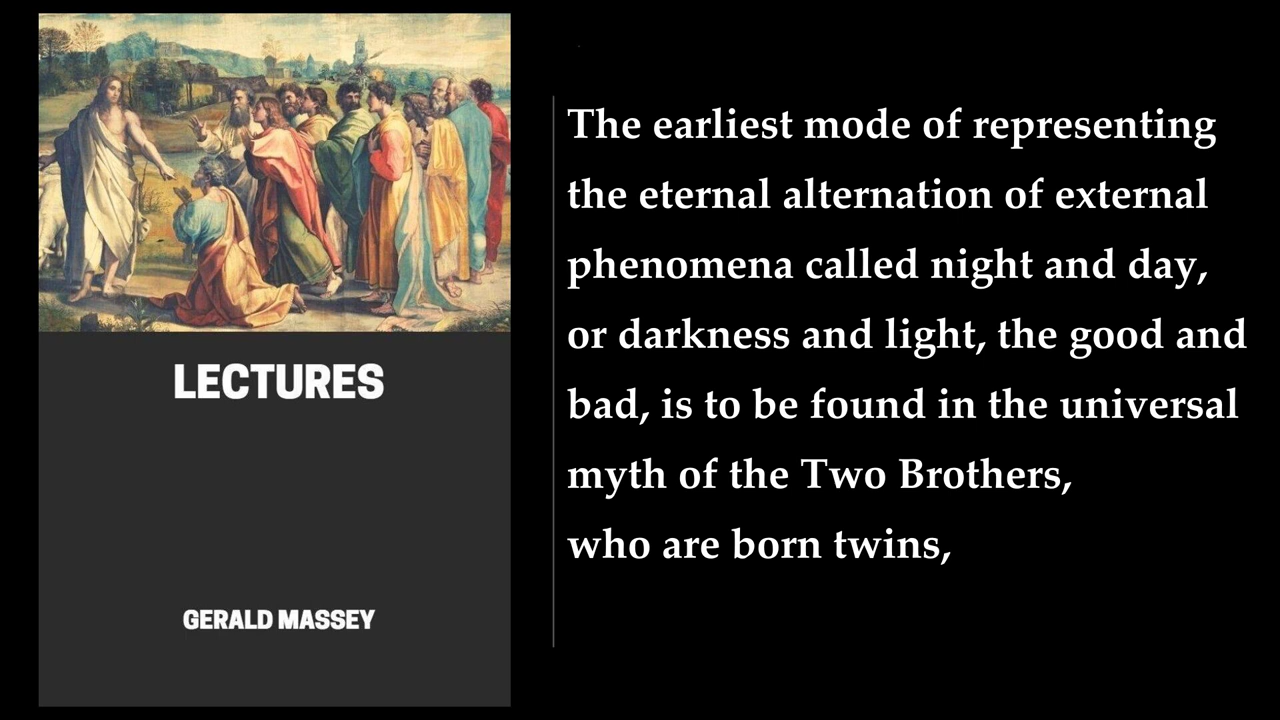 LECTURES
GERALD MASSEY
The earliest mode of representing
the eternal alternation of external
phenomena called night and day,
or darkness and light, the good and
bad, is to be found in the universal
myth of the Two Brothers,
who are born twins,